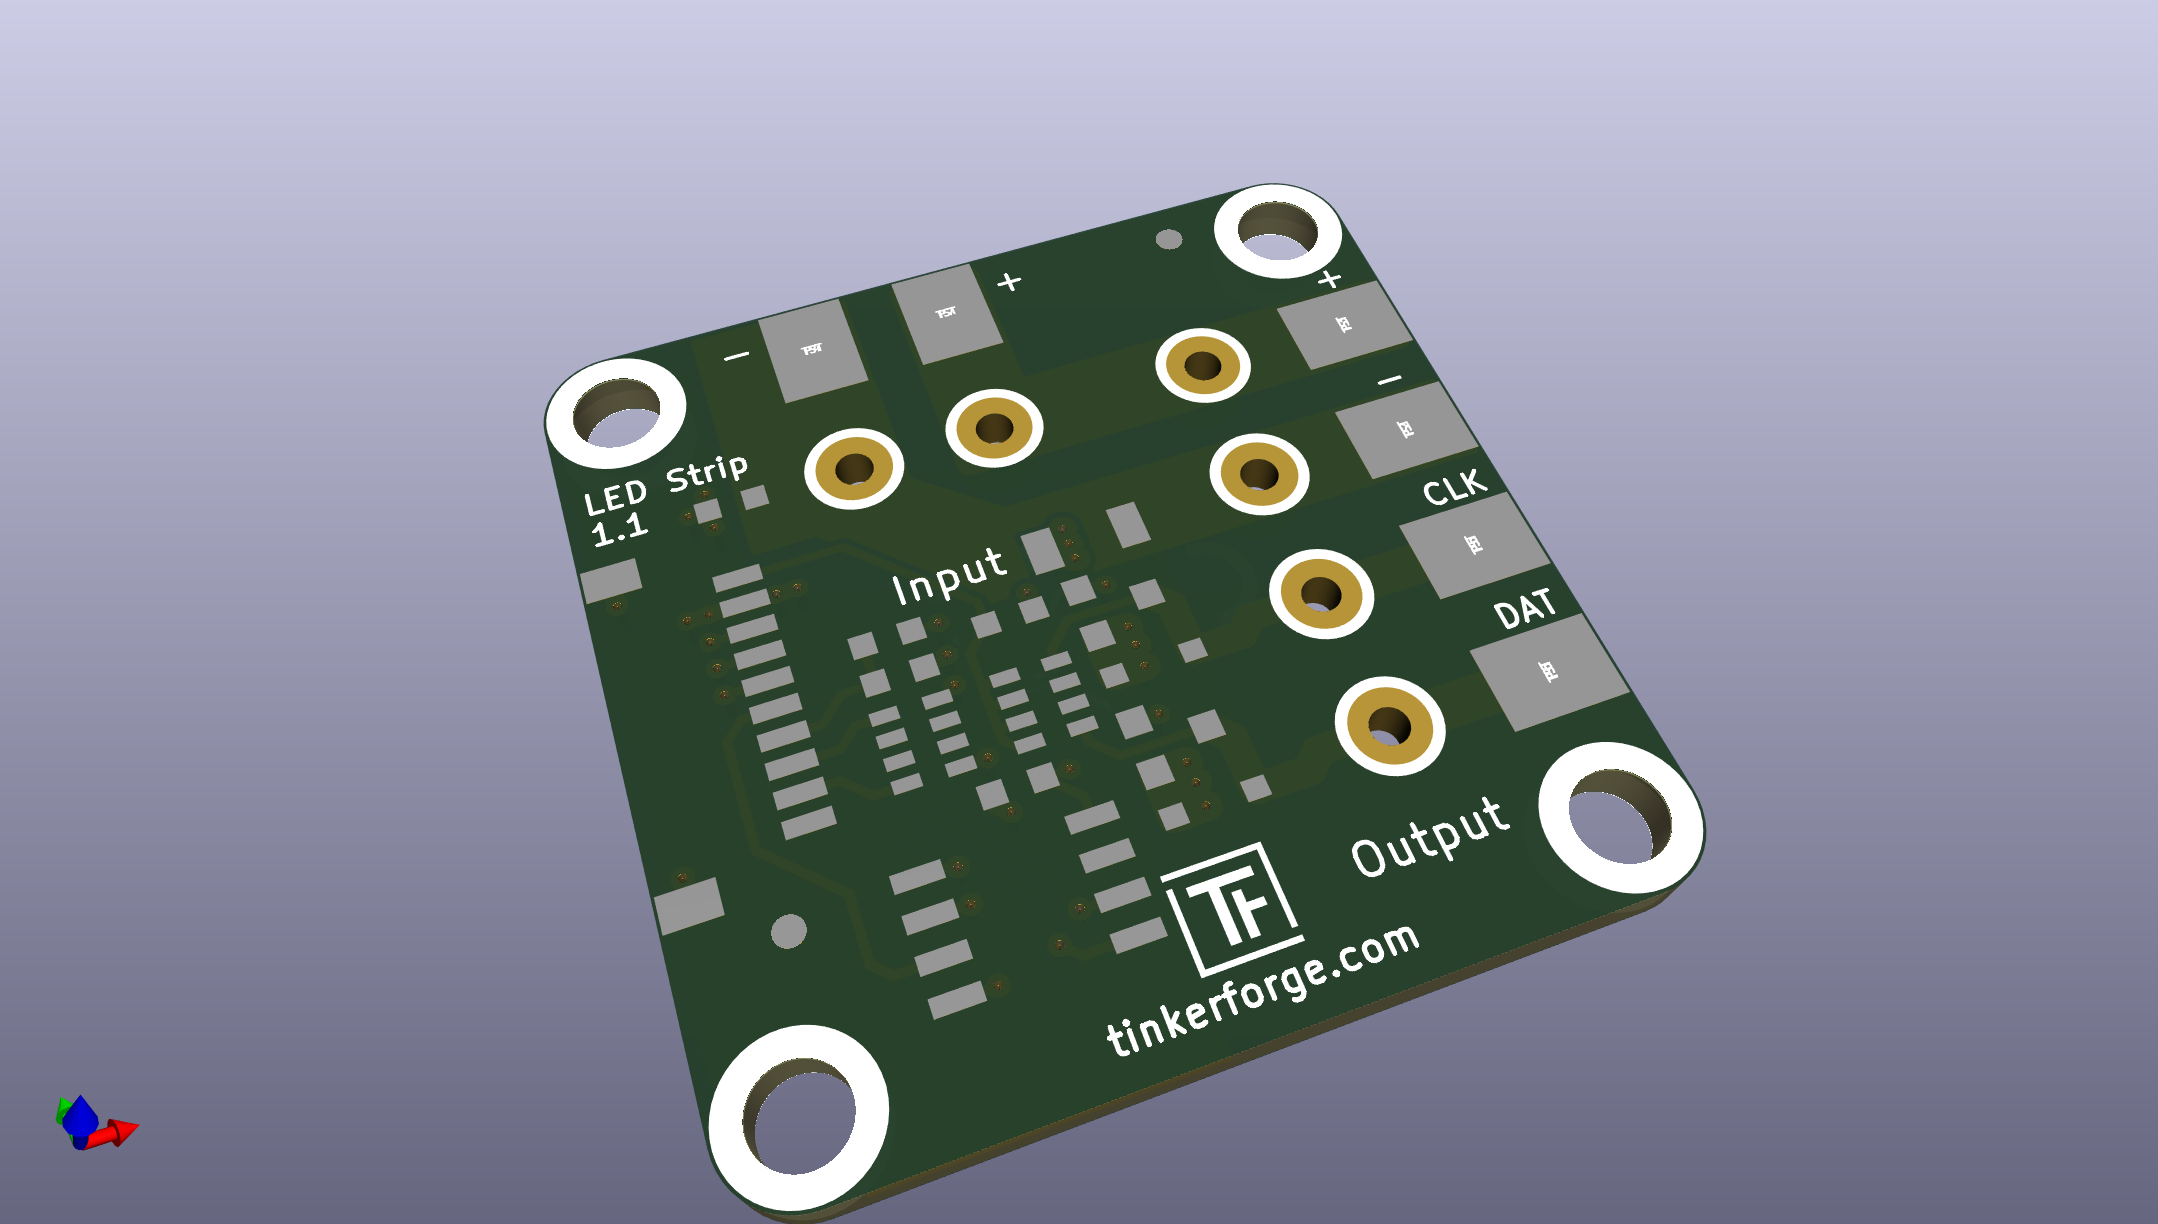 +
+
−
−
LED Strip
1.1
CLK
Input
DAT
Output
TF
tinkerforge.com